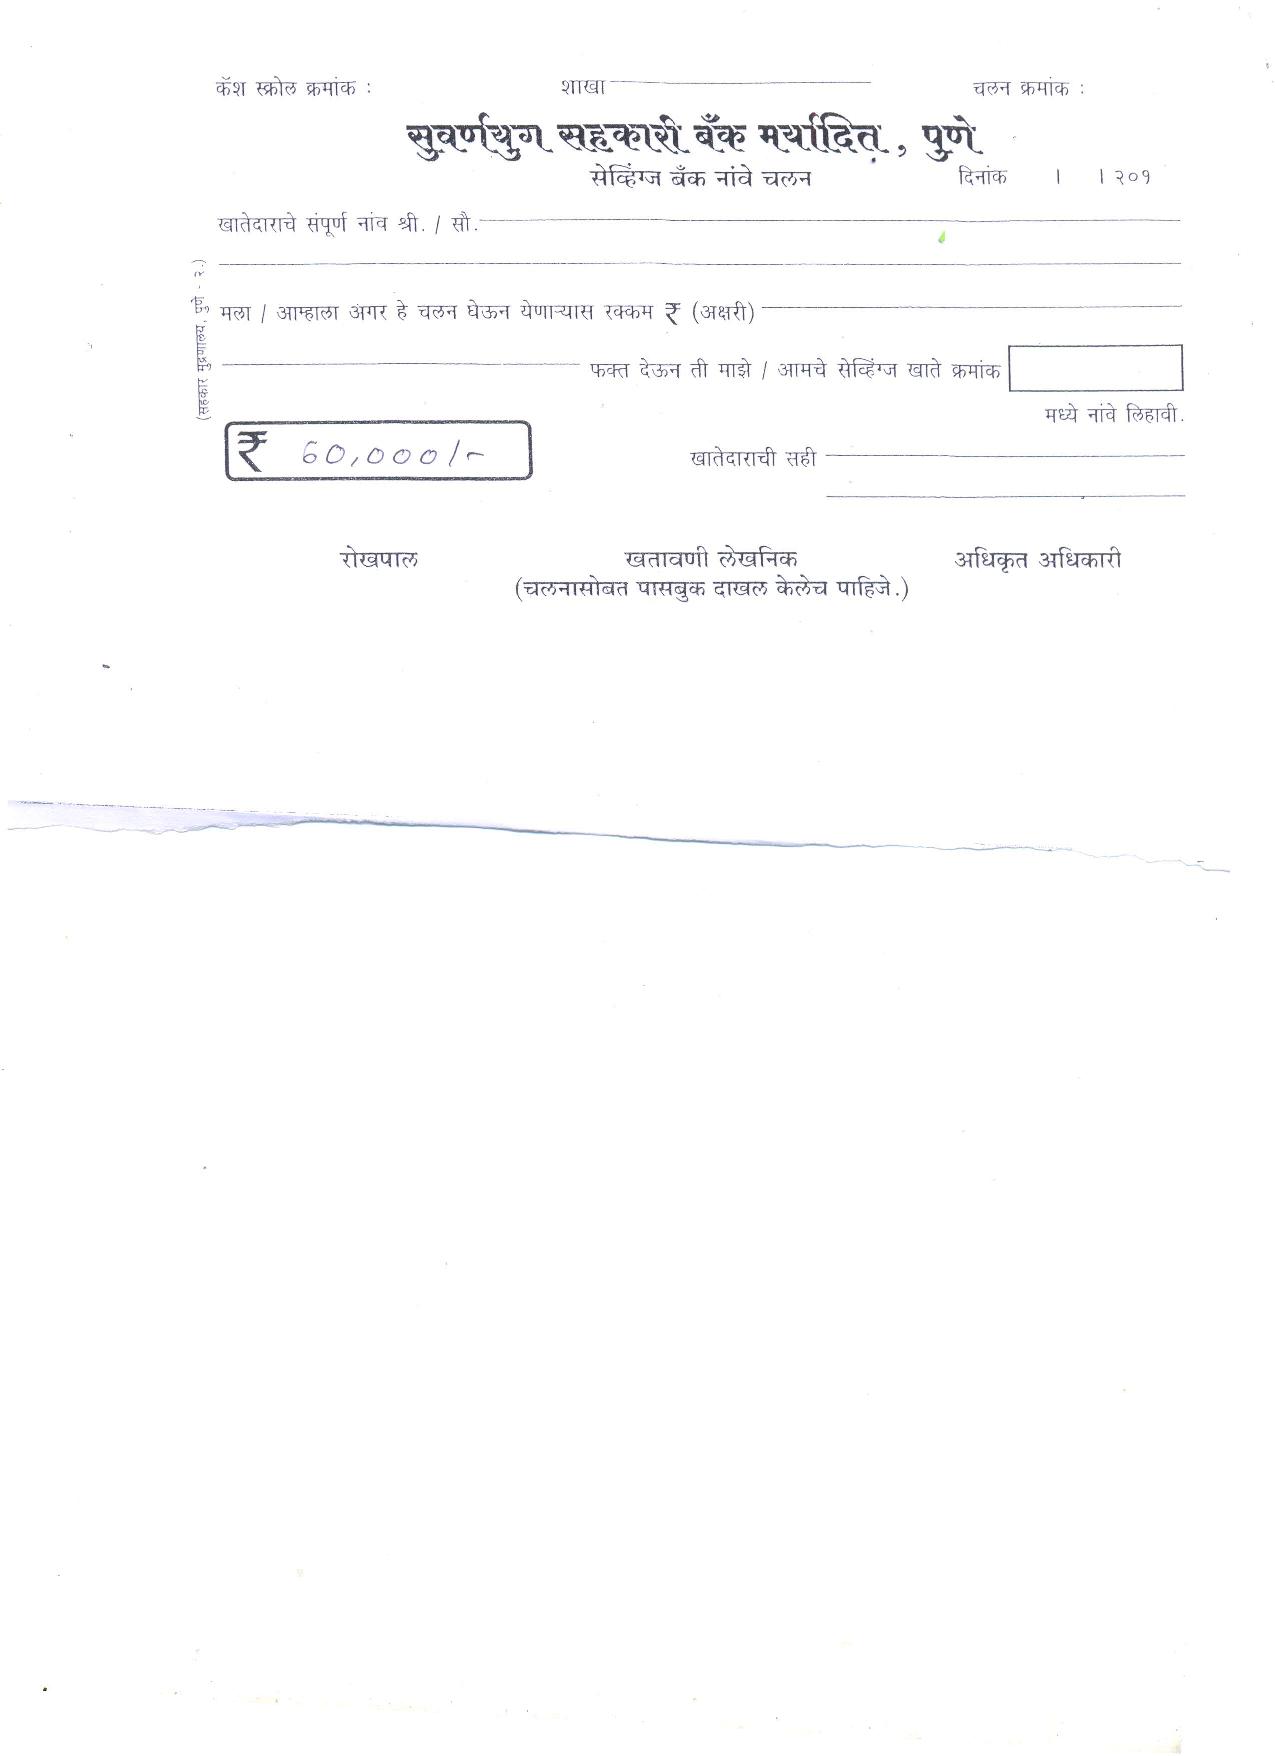 कॅश स्क्रोल क्रमांक : शाखा चलन क्रमांक :
सुवर्णयुग सहकारी बँक मर्यादित, पुणे
सेव्हिंग्ज बँक नांवे चलन दिनांक । । २०१
खातेदाराचे संपूर्ण नांव श्री. / सौ.
मला / आम्हाला अगर हे चलन घेऊन येणाऱ्यास रक्कम ₹ (अक्षरी)
फक्त देऊन ती माझे / आमचे सेव्हिंग्ज खाते क्रमांक
मध्ये नांवे लिहावी.
₹ 60,000/- खातेदाराची सही
रोखपाल खतावणी लेखनिक अधिकृत अधिकारी
(चलनासोबत पासबुक दाखल केलेच पाहिजे.)
(सहकार मुद्रणालय, पुणे - २.)